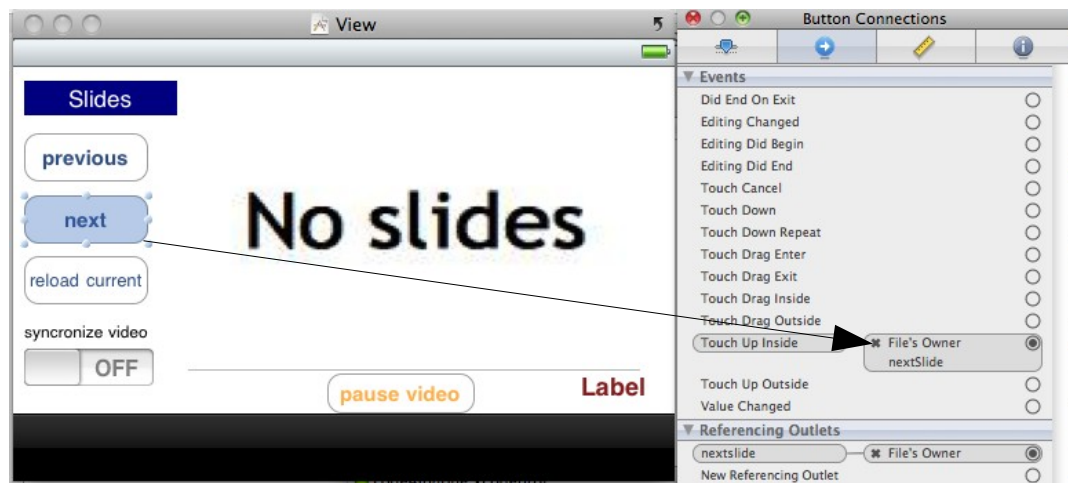 View
Slides
previous
next
reload current
syncronize video
OFF
No slides
pause video
Label
Button Connections
Events
Did End On Exit
Editing Changed
Editing Did Begin
Editing Did End
Touch Cancel
Touch Down
Touch Down Repeat
Touch Drag Enter
Touch Drag Exit
Touch Drag Inside
Touch Drag Outside
Touch Up Inside File's Owner
nextSlide
Touch Up Outside
Value Changed
Referencing Outlets
nextslide File's Owner
New Referencing Outlet